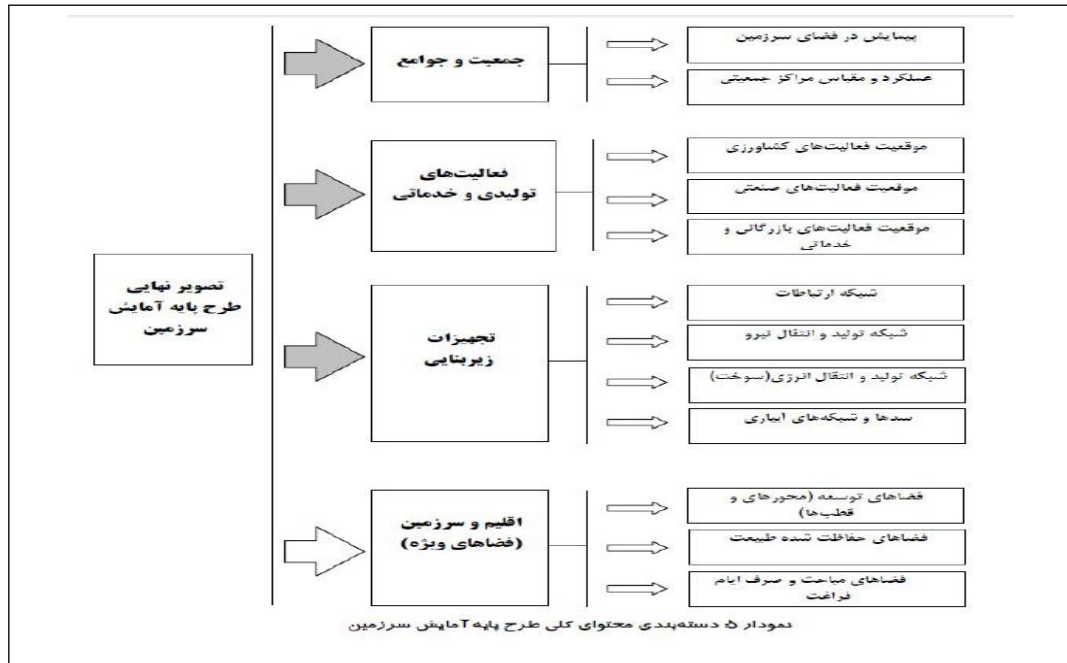 تصویر نهایی
طرح پایه آمایش
سرزمین
جمعیت و جوامع
پیمایش در فضای سرزمین
عملکرد و مقیاس مراکز جمعیتی
فعالیت‌های
تولیدی و خدماتی
موقعیت فعالیت‌های کشاورزی
موقعیت فعالیت‌های صنعتی
موقعیت فعالیت‌های بازرگانی و
خدماتی
تجهیزات
زیربنایی
شبکه ارتباطات
شبکه تولید و انتقال نیرو
شبکه تولید و انتقال انرژی(سوخت)
سدها و شبکه‌های آبیاری
اقلیم و سرزمین
(فضاهای ویژه)
فضاهای توسعه (محورهای و
قطب‌ها)
فضاهای حفاظت شده طبیعت
فضاهای مباحث و صرف ایام
فراغت
نمودار ۵: دسته‌بندی محتوای کلی طرح پایه آمایش سرزمین